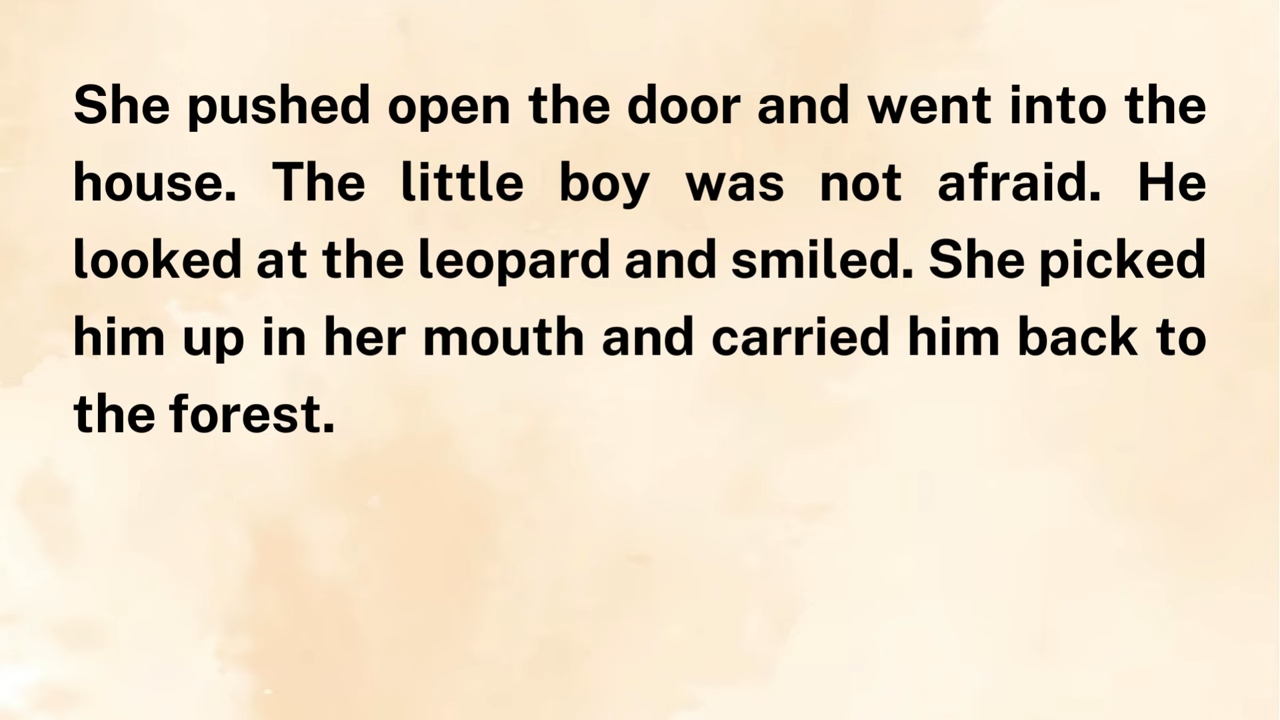 She pushed open the door and went into the
house. The little boy was not afraid. He
looked at the leopard and smiled. She picked
him up in her mouth and carried him back to
the forest.